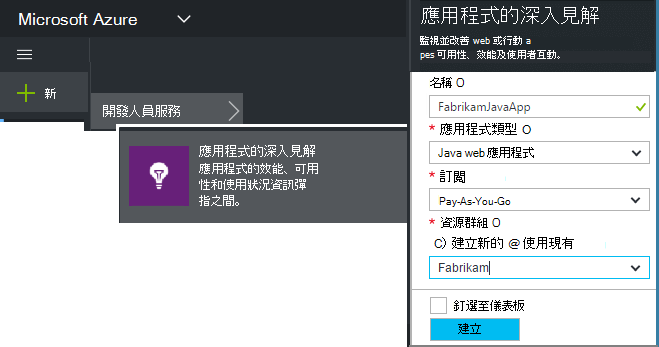 Microsoft Azure
新
開發人員服務
應用程式的深入見解
應用程式的效能、可用
性和使用狀況資訊彈
指之間。
應用程式的深入見解
監視並改善 web 或行動 a
pes 可用性、效能及使用者互動。
名稱 O
FabrikamJavaApp
* 應用程式類型 O
Java web 應用程式
* 訂閱
Pay-As-You-Go
* 資源群組 O
C) 建立新的 @ 使用現有
Fabrikam
釘選至儀表板
建立